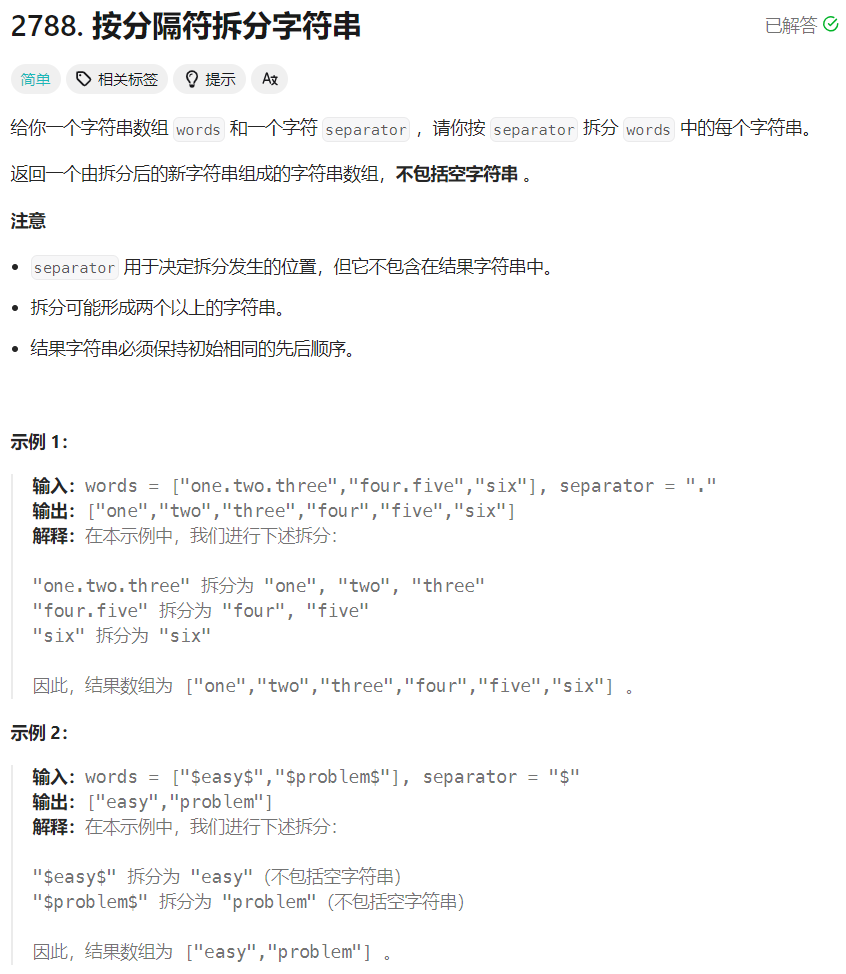 2788. 按分隔符拆分字符串
已解答
简单 相关标签 提示 Aχ
给你一个字符串数组 words 和一个字符 separator ，请你按 separator 拆分 words 中的每个字符串。
返回一个由拆分后的新字符串组成的字符串数组，不包括空字符串 。
注意
• separator 用于决定拆分发生的位置，但它不包含在结果字符串中。
• 拆分可能形成两个以上的字符串。
• 结果字符串必须保持初始相同的先后顺序。
示例 1：
输入：words = ["one.two.three","four.five","six"], separator = "."
输出：["one","two","three","four","five","six"]
解释：在本示例中，我们进行下述拆分：
"one.two.three" 拆分为 "one", "two", "three"
"four.five" 拆分为 "four", "five"
"six" 拆分为 "six"
因此，结果数组为 ["one","two","three","four","five","six"] 。
示例 2：
输入：words = ["$easy$","$problem$"], separator = "$"
输出：["easy","problem"]
解释：在本示例中，我们进行下述拆分：
"$easy$" 拆分为 "easy"（不包括空字符串）
"$problem$" 拆分为 "problem"（不包括空字符串）
因此，结果数组为 ["easy","problem"] 。